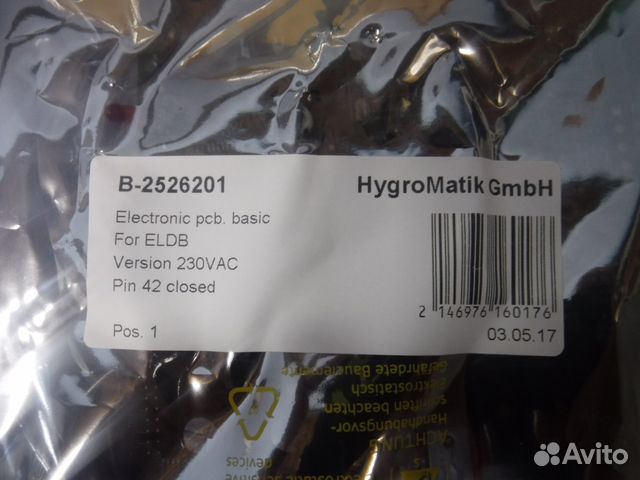 B-2526201
HygroMatik GmbH
Electronic pcb. basic
For ELDB
Version 230VAC
Pin 42 closed
2 146976 160176
Pos. 1
03.05.17
ACHTUNG
Handhabungsvor-
schriften beachten
Elektrostatisch
Gefährdete Bauelemente
devices
Avito